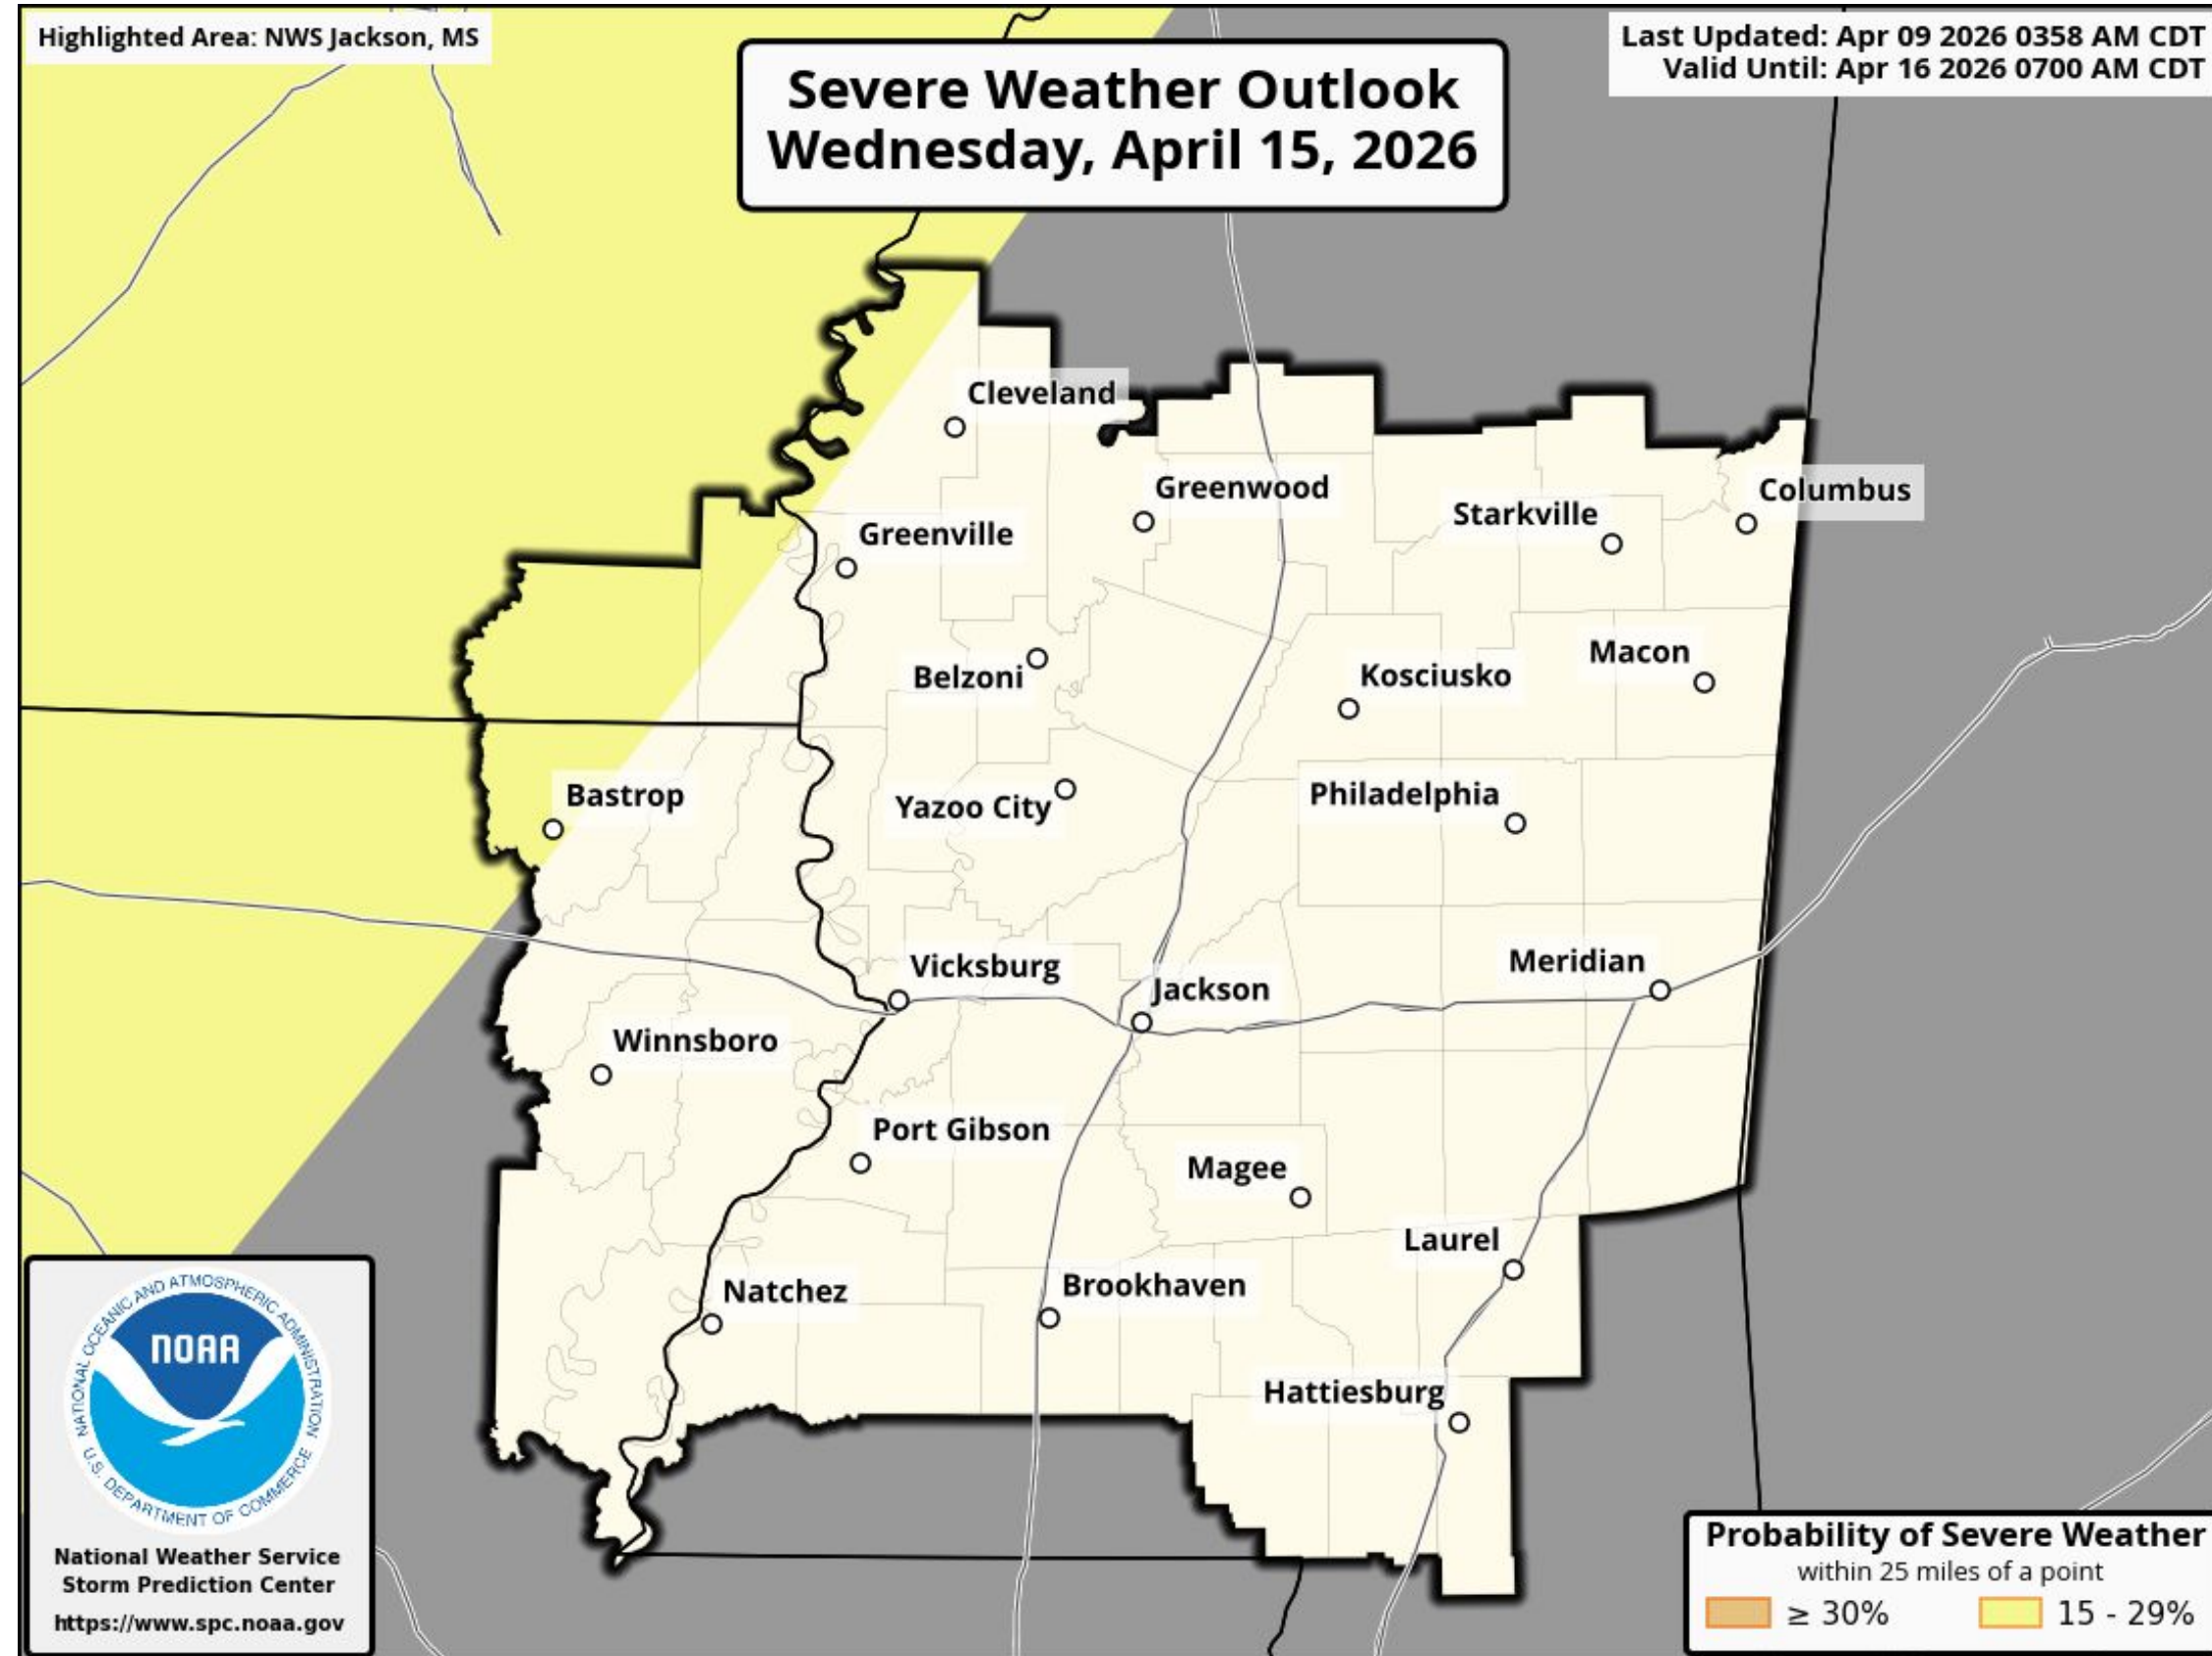 Highlighted Area: NWS Jackson, MS
Last Updated: Apr 09 2026 0358 AM CDT
Valid Until: Apr 16 2026 0700 AM CDT
Severe Weather Outlook
Wednesday, April 15, 2026
Cleveland
Greenwood
Columbus
Starkville
Greenville
Macon
Kosciusko
Belzoni
Bastrop
Yazoo City
Philadelphia
Vicksburg
Meridian
Jackson
Winnsboro
Port Gibson
Magee
Laurel
Natchez
Brookhaven
Hattiesburg
NATIONAL OCEANIC AND ATMOSPHERIC ADMINISTRATION
NOAA
U.S. DEPARTMENT OF COMMERCE
National Weather Service
Storm Prediction Center
https://www.spc.noaa.gov
Probability of Severe Weather
within 25 miles of a point
≥ 30%
15 - 29%